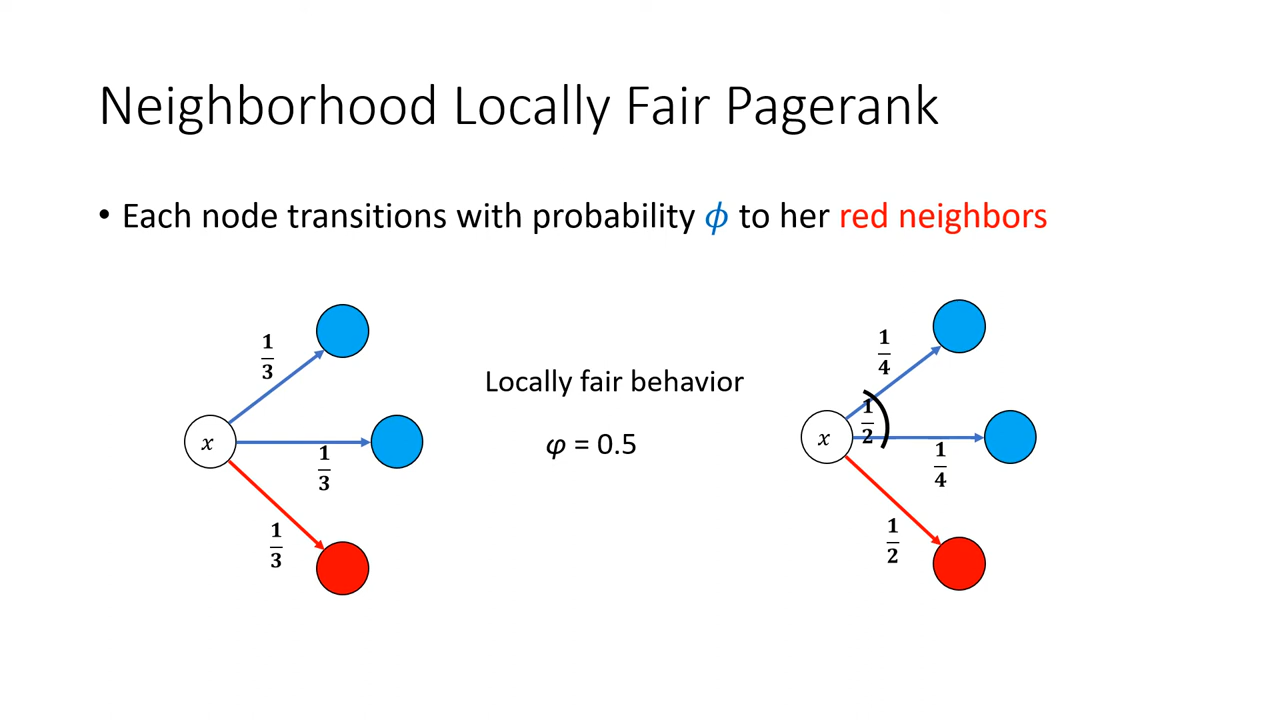 Neighborhood Locally Fair Pagerank
• Each node transitions with probability ϕ to her red neighbors
1/3
x
1/3
1/3
Locally fair behavior
φ = 0.5
1/4
1/2
x
1/4
1/2